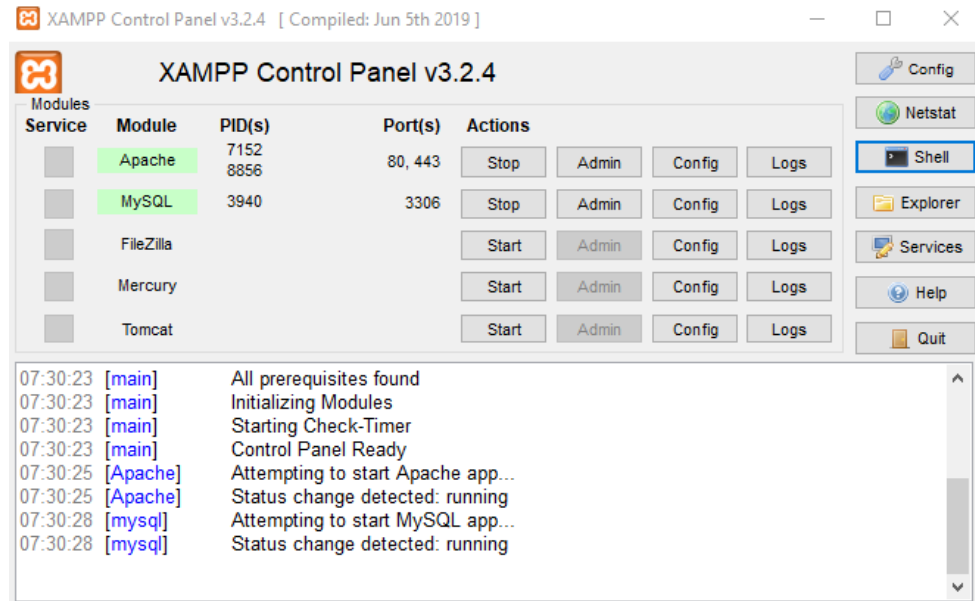 XAMPP Control Panel v3.2.4 [ Compiled: Jun 5th 2019 ]
XAMPP Control Panel v3.2.4
Config
Modules
Service Module PID(s) Port(s) Actions
Netstat
Apache 7152 8856 80, 443 Stop Admin Config Logs
Shell
MySQL 3940 3306 Stop Admin Config Logs
Explorer
FileZilla Start Admin Config Logs
Services
Mercury Start Admin Config Logs
Help
Tomcat Start Admin Config Logs
Quit
07:30:23 [main] All prerequisites found
07:30:23 [main] Initializing Modules
07:30:23 [main] Starting Check-Timer
07:30:23 [main] Control Panel Ready
07:30:25 [Apache] Attempting to start Apache app...
07:30:25 [Apache] Status change detected: running
07:30:28 [mysql] Attempting to start MySQL app...
07:30:28 [mysql] Status change detected: running